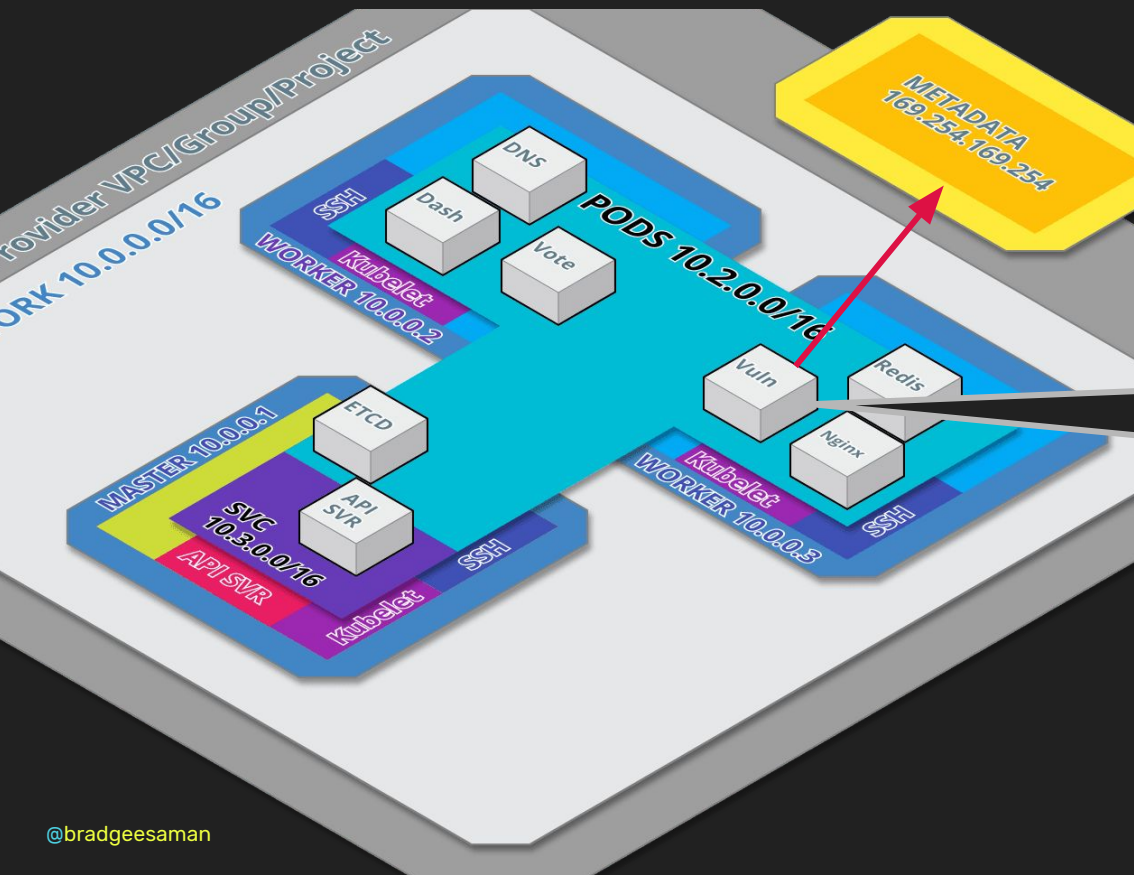 rovider VPC/Group/Project
ORK 10.0.0.0/16
METADATA
169.254.169.254
DNS
Dash
Vote
SSH
Kubelet
WORKER 10.0.0.2
PODS 10.2.0.0/16
Vuln
Redis
Nginx
Kubelet
WORKER 10.0.0.3
SSH
MASTER 10.0.0.1
ETCD
API
SVR
SVC
10.3.0.0/16
API SVR
Kubelet
SSH
@bradgeesaman